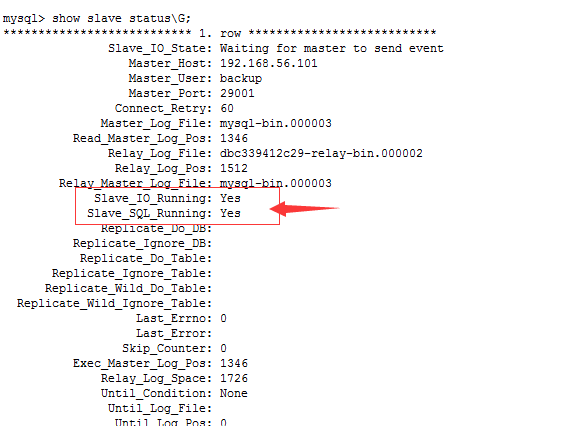 mysql> show slave status\G;
*************************** 1. row ***************************
Slave_IO_State: Waiting for master to send event
Master_Host: 192.168.56.101
Master_User: backup
Master_Port: 29001
Connect_Retry: 60
Master_Log_File: mysql-bin.000003
Read_Master_Log_Pos: 1346
Relay_Log_File: dbc339412c29-relay-bin.000002
Relay_Log_Pos: 1512
Relay_Master_Log_File: mysql-bin.000003
Slave_IO_Running: Yes
Slave_SQL_Running: Yes
Replicate_Do_DB:
Replicate_Ignore_DB:
Replicate_Do_Table:
Replicate_Ignore_Table:
Replicate_Wild_Do_Table:
Replicate_Wild_Ignore_Table:
Last_Errno: 0
Last_Error:
Skip_Counter: 0
Exec_Master_Log_Pos: 1346
Relay_Log_Space: 1726
Until_Condition: None
Until_Log_File:
Until_Log_Pos: 0